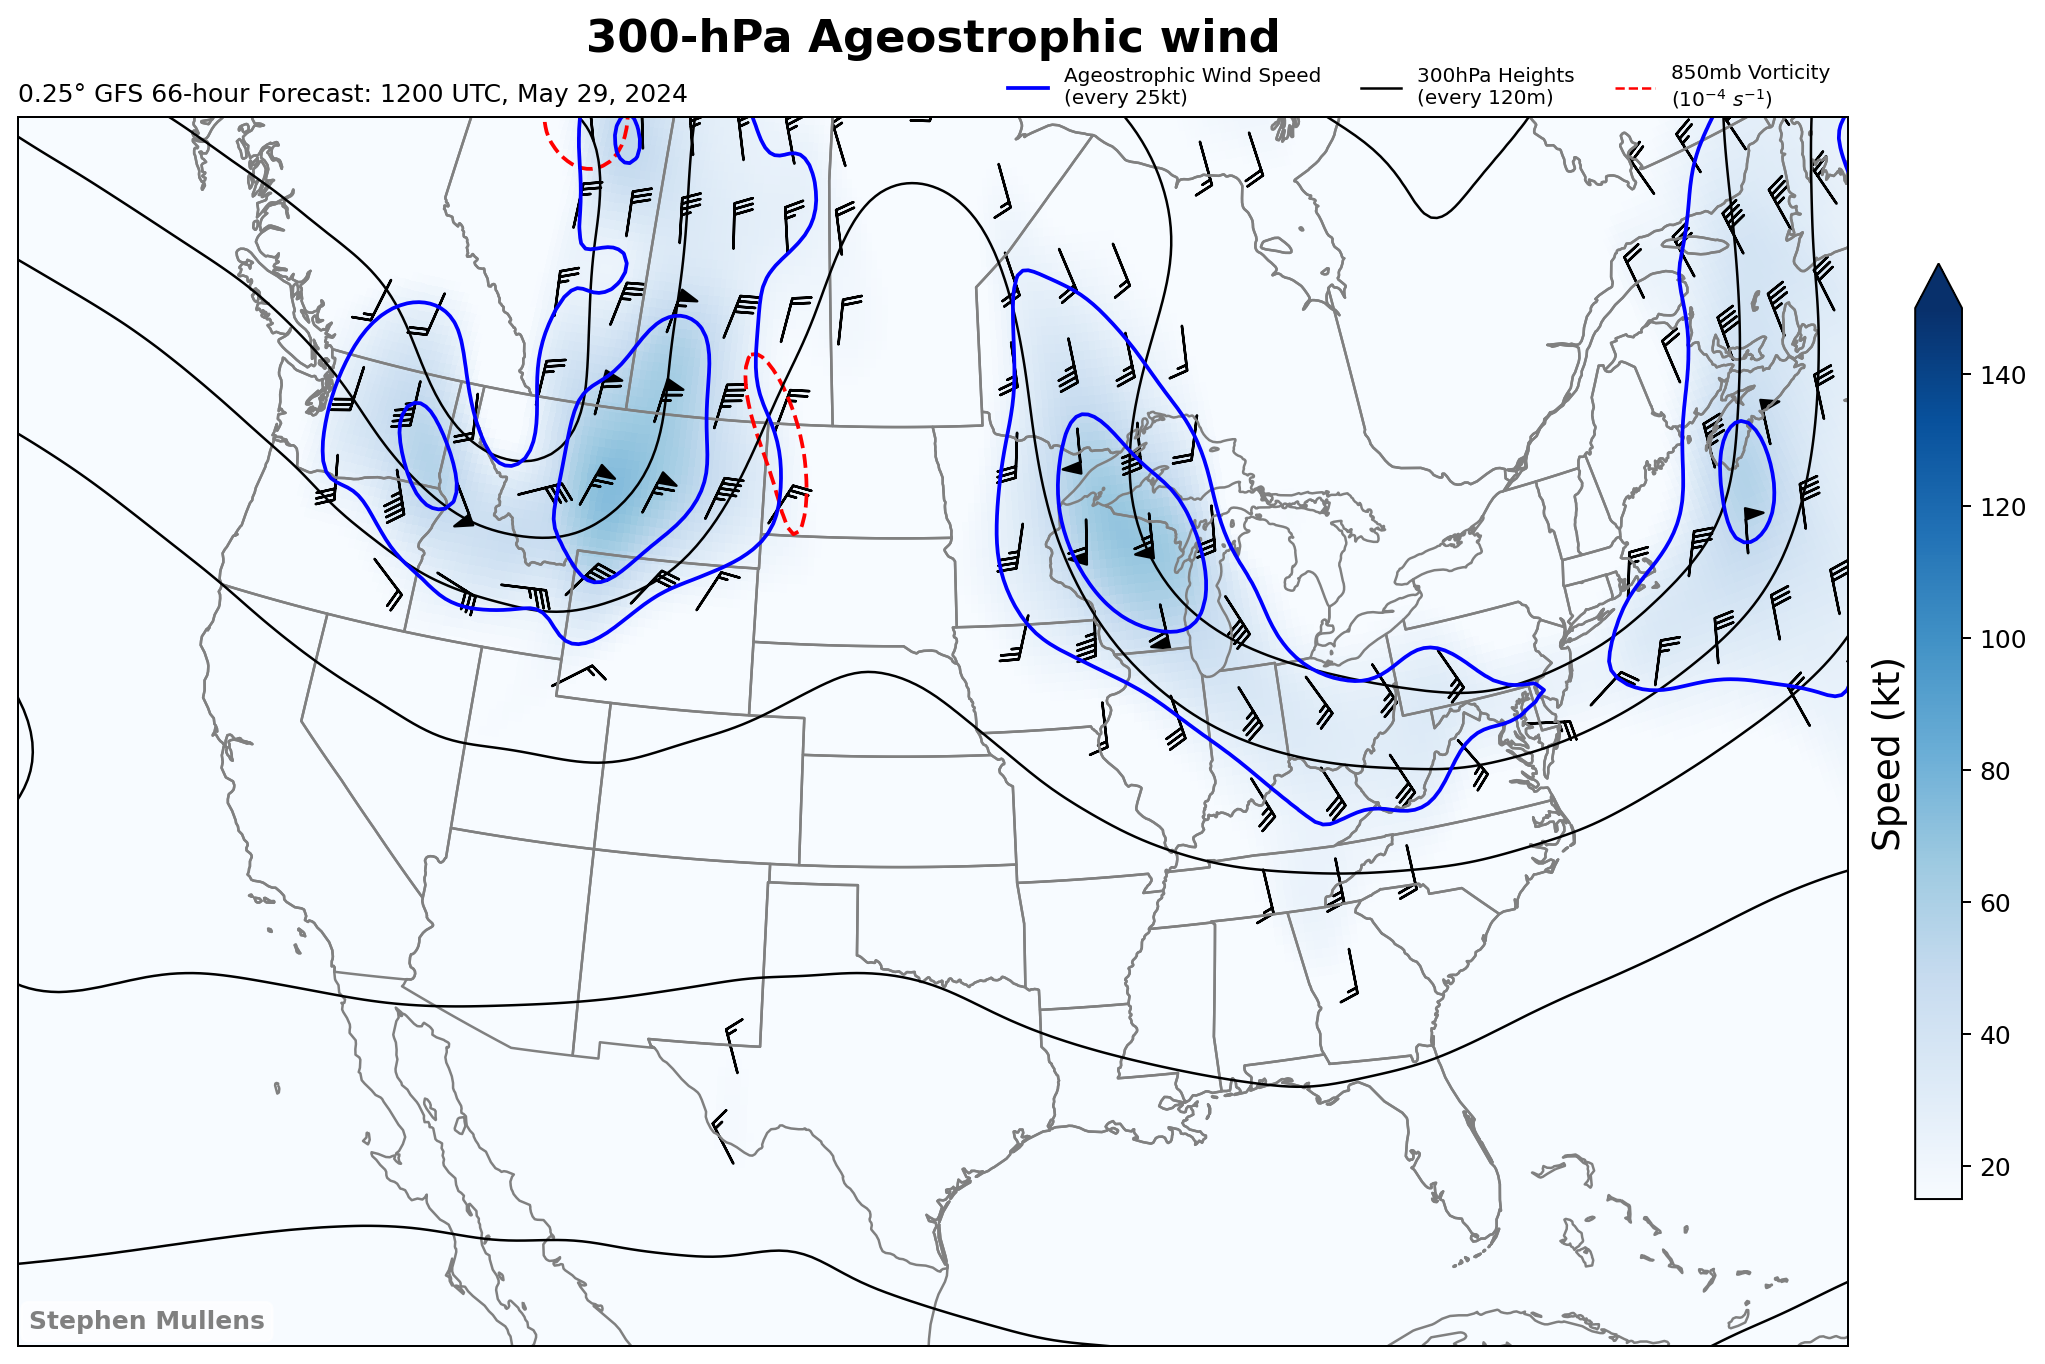 300-hPa Ageostrophic wind
0.25° GFS 66-hour Forecast: 1200 UTC, May 29, 2024
Ageostrophic Wind Speed
(every 25kt)
300hPa Heights
(every 120m)
850mb Vorticity
(10⁻⁴ s⁻¹)
140
120
100
80
60
40
20
Speed (kt)
Stephen Mullens